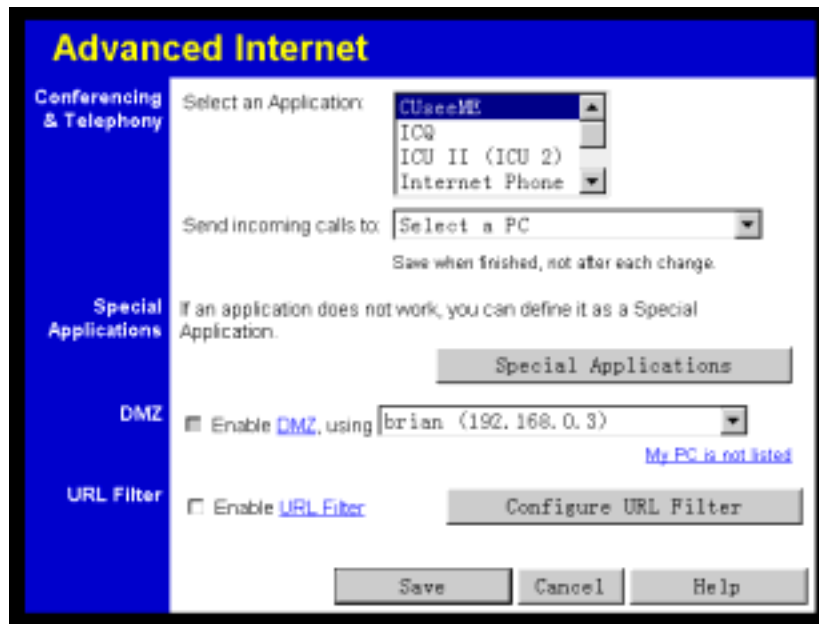 Advanced Internet
Conferencing
& Telephony
Select an Application:
CUseeME
ICQ
ICU II (ICU 2)
Internet Phone
Send incoming calls to:
Select a PC
Save when finished, not after each change.
Special
Applications
If an application does not work, you can define it as a Special
Application.
Special Applications
DMZ
Enable DMZ, using
brian (192.168.0.3)
My PC is not listed
URL Filter
Enable URL Filter
Configure URL Filter
Save
Cancel
Help